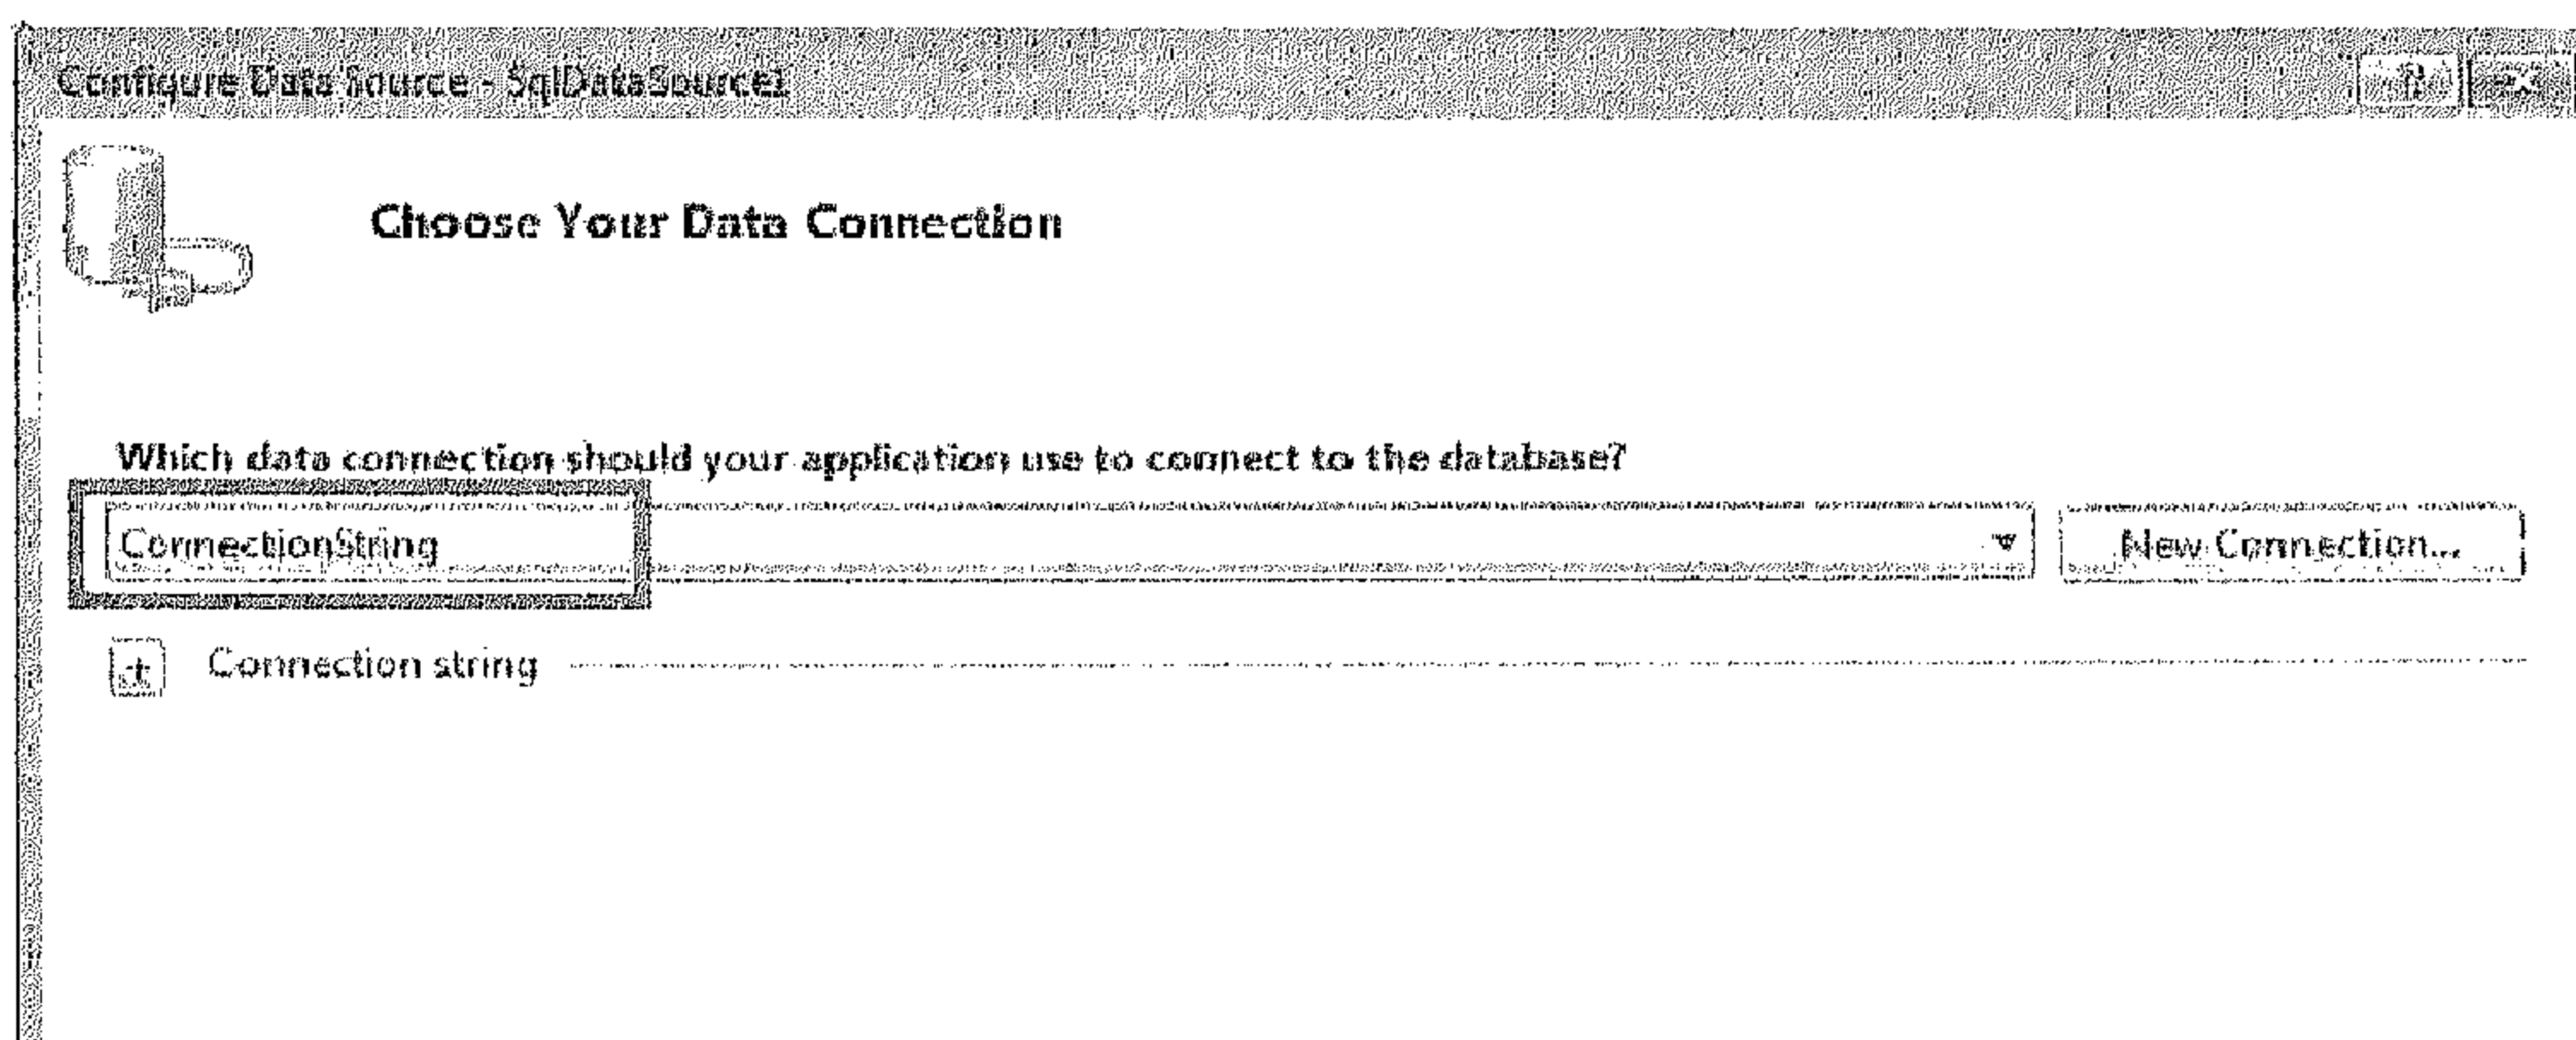 Configure Data Source - SqlDataSource1
?
Choose Your Data Connection
Which data connection should your application use to connect to the database?
ConnectionString
New Connection...
+ Connection string